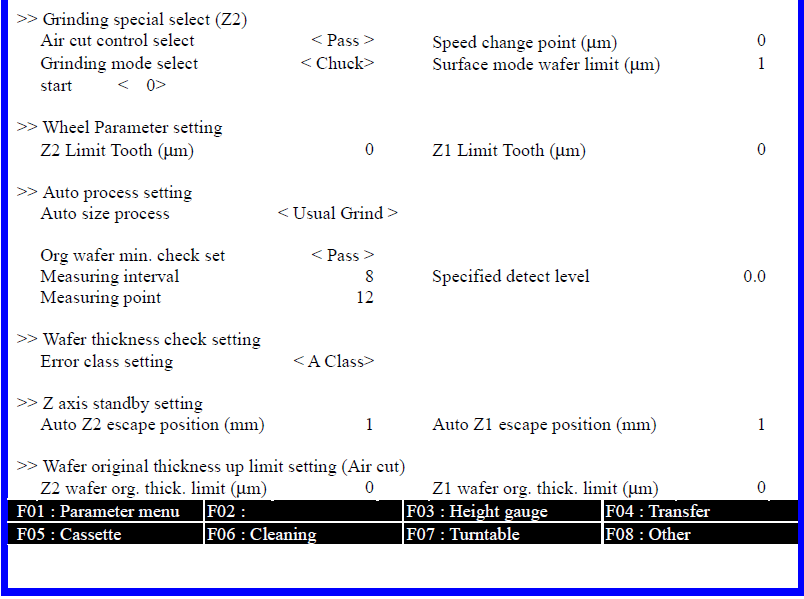 >> Grinding special select (Z2)
Air cut control select < Pass > Speed change point (µm) 0
Grinding mode select < Chuck> Surface mode wafer limit (µm) 1
start < 0>
>> Wheel Parameter setting
Z2 Limit Tooth (µm) 0 Z1 Limit Tooth (µm) 0
>> Auto process setting
Auto size process < Usual Grind >
Org wafer min. check set < Pass >
Measuring interval 8 Specified detect level 0.0
Measuring point 12
>> Wafer thickness check setting
Error class setting < A Class>
>> Z axis standby setting
Auto Z2 escape position (mm) 1 Auto Z1 escape position (mm) 1
>> Wafer original thickness up limit setting (Air cut)
Z2 wafer org. thick. limit (µm) 0 Z1 wafer org. thick. limit (µm) 0
F01 : Parameter menu F02 : F03 : Height gauge F04 : Transfer
F05 : Cassette F06 : Cleaning F07 : Turntable F08 : Other